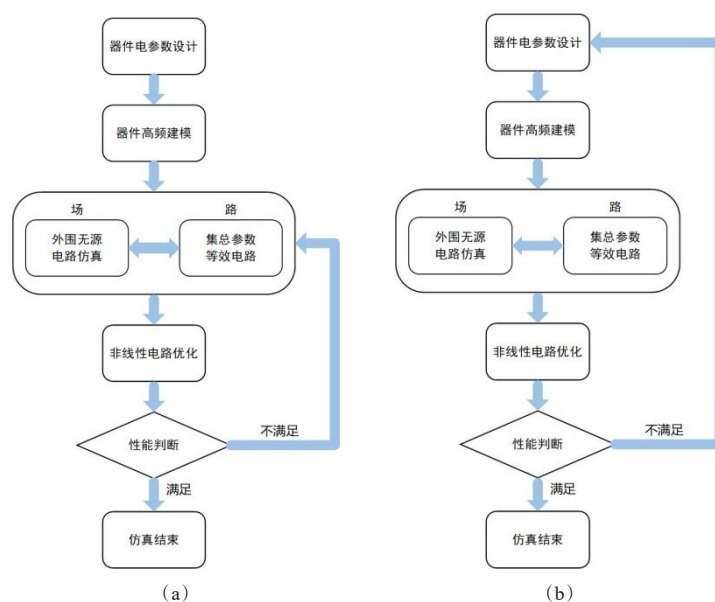 器件电参数设计
器件高频建模
场
路
外围无源
电路仿真
集总参数
等效电路
非线性电路优化
性能判断
不满足
满足
仿真结束
(a)
器件电参数设计
器件高频建模
场
路
外围无源
电路仿真
集总参数
等效电路
非线性电路优化
性能判断
不满足
满足
仿真结束
(b)